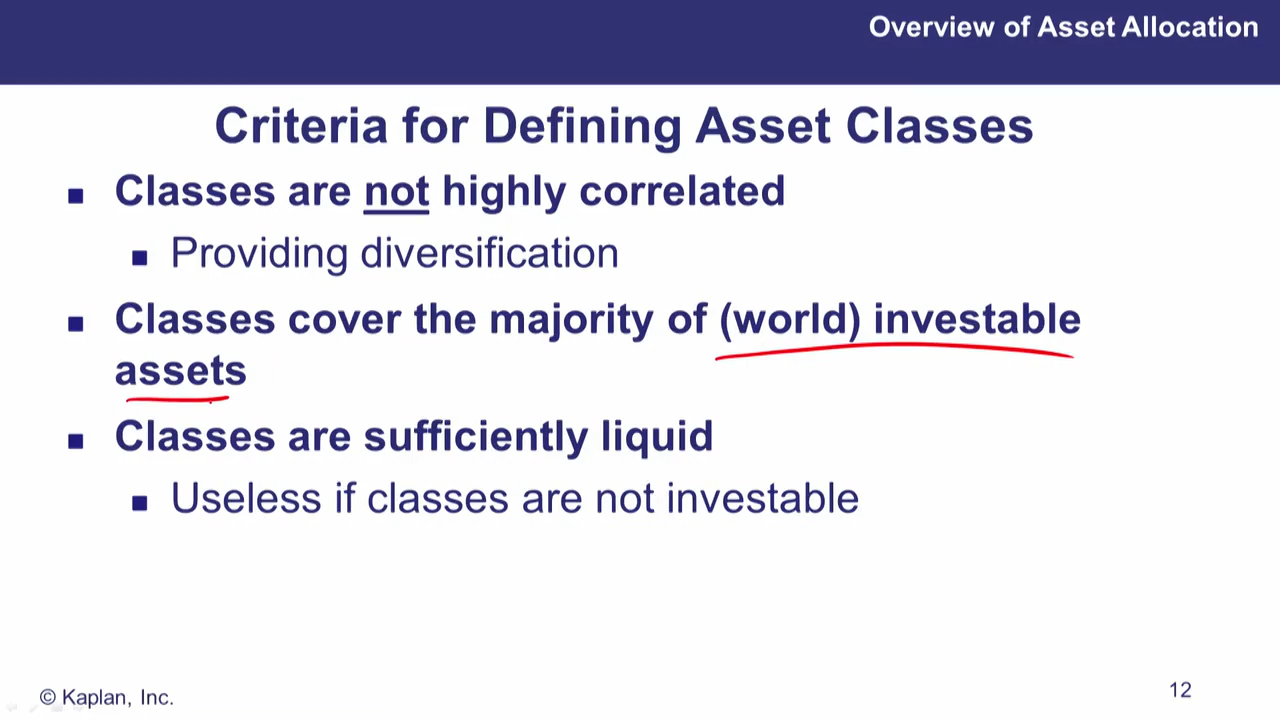 Overview of Asset Allocation
Criteria for Defining Asset Classes
Classes are not highly correlated
Providing diversification
Classes cover the majority of (world) investable
assets
Classes are sufficiently liquid
Useless if classes are not investable
© Kaplan, Inc.
12